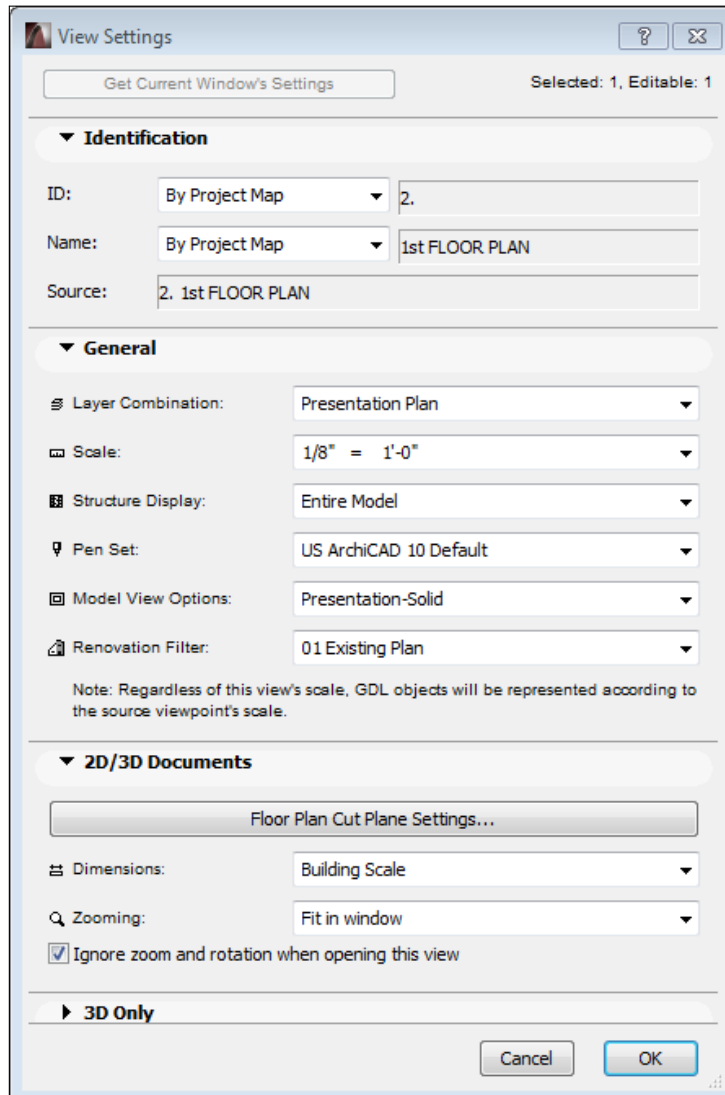 View Settings
Get Current Window's Settings
Selected: 1, Editable: 1
Identification
ID: By Project Map 2.
Name: By Project Map 1st FLOOR PLAN
Source: 2. 1st FLOOR PLAN
General
Layer Combination: Presentation Plan
Scale: 1/8" = 1'-0"
Structure Display: Entire Model
Pen Set: US ArchiCAD 10 Default
Model View Options: Presentation-Solid
Renovation Filter: 01 Existing Plan
Note: Regardless of this view's scale, GDL objects will be represented according to
the source viewpoint's scale.
2D/3D Documents
Floor Plan Cut Plane Settings...
Dimensions: Building Scale
Zooming: Fit in window
Ignore zoom and rotation when opening this view
3D Only
Cancel OK